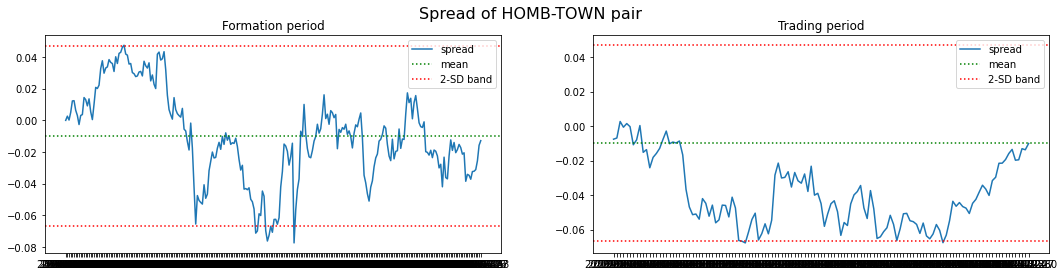 Spread of HOMB-TOWN pair
Formation period
0.04
0.02
0.00
−0.02
−0.04
−0.06
−0.08
spread
mean
2-SD band
Trading period
0.04
0.02
0.00
−0.02
−0.04
−0.06
spread
mean
2-SD band